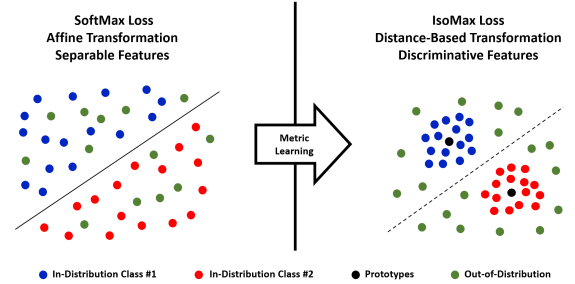 SoftMax Loss
Affine Transformation
Separable Features
IsoMax Loss
Distance-Based Transformation
Discriminative Features
Metric
Learning
In-Distribution Class #1
In-Distribution Class #2
Prototypes
Out-of-Distribution